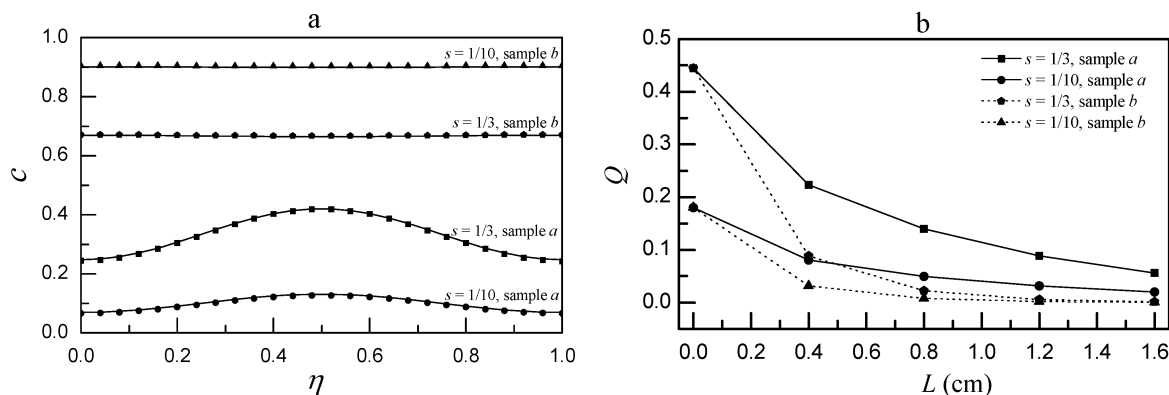 a
1.0
0.8
0.6
0.4
0.2
0.0
c
s = 1/10, sample b
s = 1/3, sample b
s = 1/3, sample a
s = 1/10, sample a
0.0 0.2 0.4 0.6 0.8 1.0
η
b
0.5
0.4
0.3
0.2
0.1
0.0
Q
s = 1/3, sample a
s = 1/10, sample a
s = 1/3, sample b
s = 1/10, sample b
0.0 0.2 0.4 0.6 0.8 1.0 1.2 1.4 1.6
L (cm)